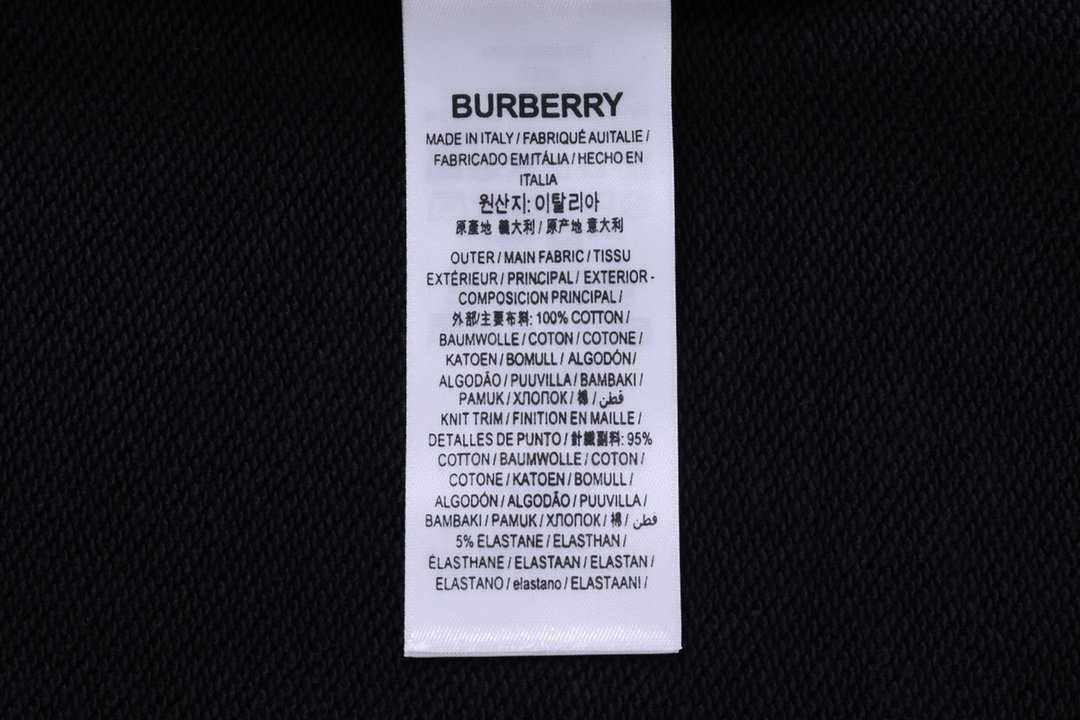 BURBERRY
MADE IN ITALY / FABRIQUÉ AUITALIE /
FABRICADO EM ITÁLIA / HECHO EN
ITALIA
원산지: 이탈리아
原產地 義大利 / 原产地 意大利
OUTER / MAIN FABRIC / TISSU
EXTÉRIEUR / PRINCIPAL / EXTERIOR -
COMPOSICION PRINCIPAL /
外部/主要布料: 100% COTTON /
BAUMWOLLE / COTON / COTONE /
KATOEN / BOMULL / ALGODÓN /
ALGODÃO / PUUVILLA / BAMBAKI /
PAMUK / ХЛОПОК / 棉 / قطن
KNIT TRIM / FINITION EN MAILLE /
DETALLES DE PUNTO / 針織副料: 95%
COTTON / BAUMWOLLE / COTON /
COTONE / KATOEN / BOMULL /
ALGODÓN / ALGODÃO / PUUVILLA /
BAMBAKI / PAMUK / ХЛОПОК / 棉 / قطن
5% ELASTANE / ELASTHAN /
ÉLASTHANE / ELASTAAN / ELASTAN /
ELASTANO / elastano / ELASTAANI /